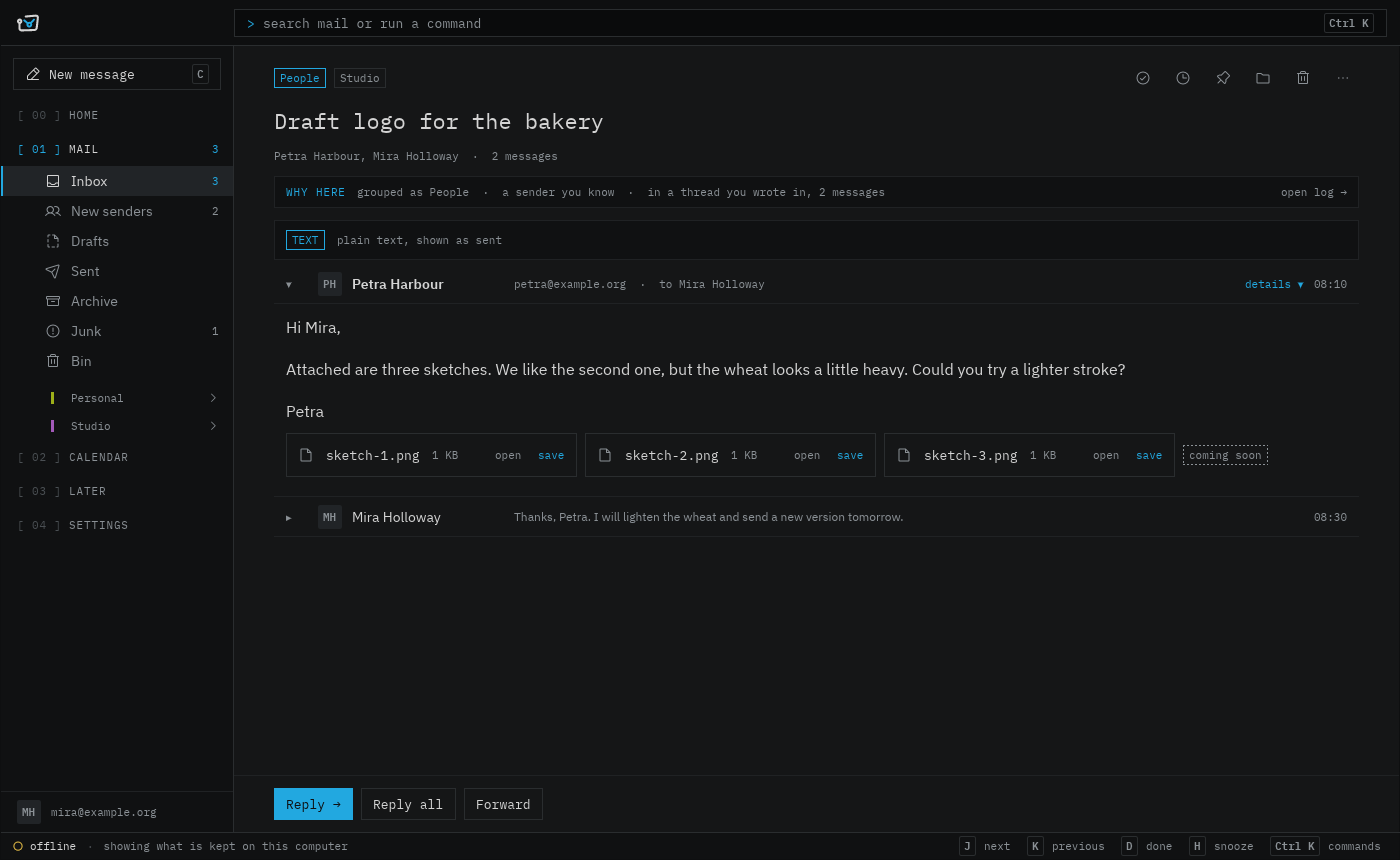 > search mail or run a command Ctrl K
New message C
[ 00 ] HOME
[ 01 ] MAIL 3
Inbox 3
New senders 2
Drafts
Sent
Archive
Junk 1
Bin
Personal
Studio
[ 02 ] CALENDAR
[ 03 ] LATER
[ 04 ] SETTINGS
MH mira@example.org
People Studio
Draft logo for the bakery
Petra Harbour, Mira Holloway · 2 messages
WHY HERE grouped as People · a sender you know · in a thread you wrote in, 2 messages open log →
TEXT plain text, shown as sent
▾ PH Petra Harbour petra@example.org · to Mira Holloway details ▾ 08:10
Hi Mira,
Attached are three sketches. We like the second one, but the wheat looks a little heavy. Could you try a lighter stroke?
Petra
sketch-1.png 1 KB open save sketch-2.png 1 KB open save sketch-3.png 1 KB open save coming soon
▸ MH Mira Holloway Thanks, Petra. I will lighten the wheat and send a new version tomorrow. 08:30
Reply → Reply all Forward
offline · showing what is kept on this computer J next K previous D done H snooze Ctrl K commands